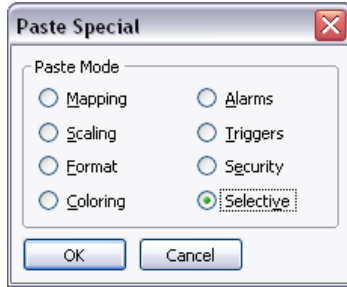 Paste Special
Paste Mode
Mapping Alarms
Scaling Triggers
Format Security
Coloring Selective
OK Cancel